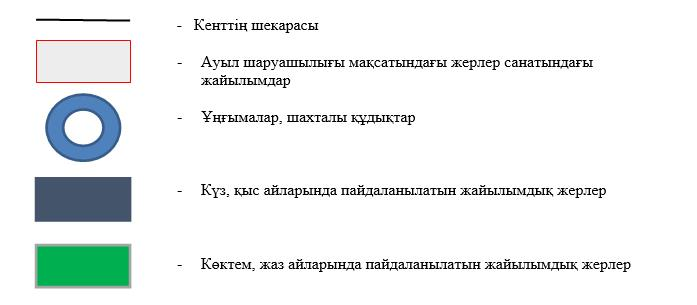 - Кенттің шекарасы
- Ауыл шаруашылығы мақсатындағы жерлер санатындағы
жайылымдар
- Ұңғымалар, шахталы құдықтар
- Күз, қыс айларында пайдаланылатын жайылымдық жерлер
- Көктем, жаз айларында пайдаланылатын жайылымдық жерлер